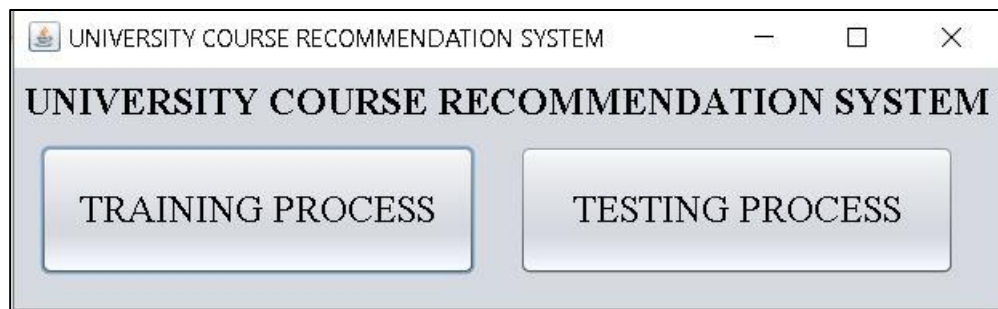 UNIVERSITY COURSE RECOMMENDATION SYSTEM
UNIVERSITY COURSE RECOMMENDATION SYSTEM
TRAINING PROCESS
TESTING PROCESS